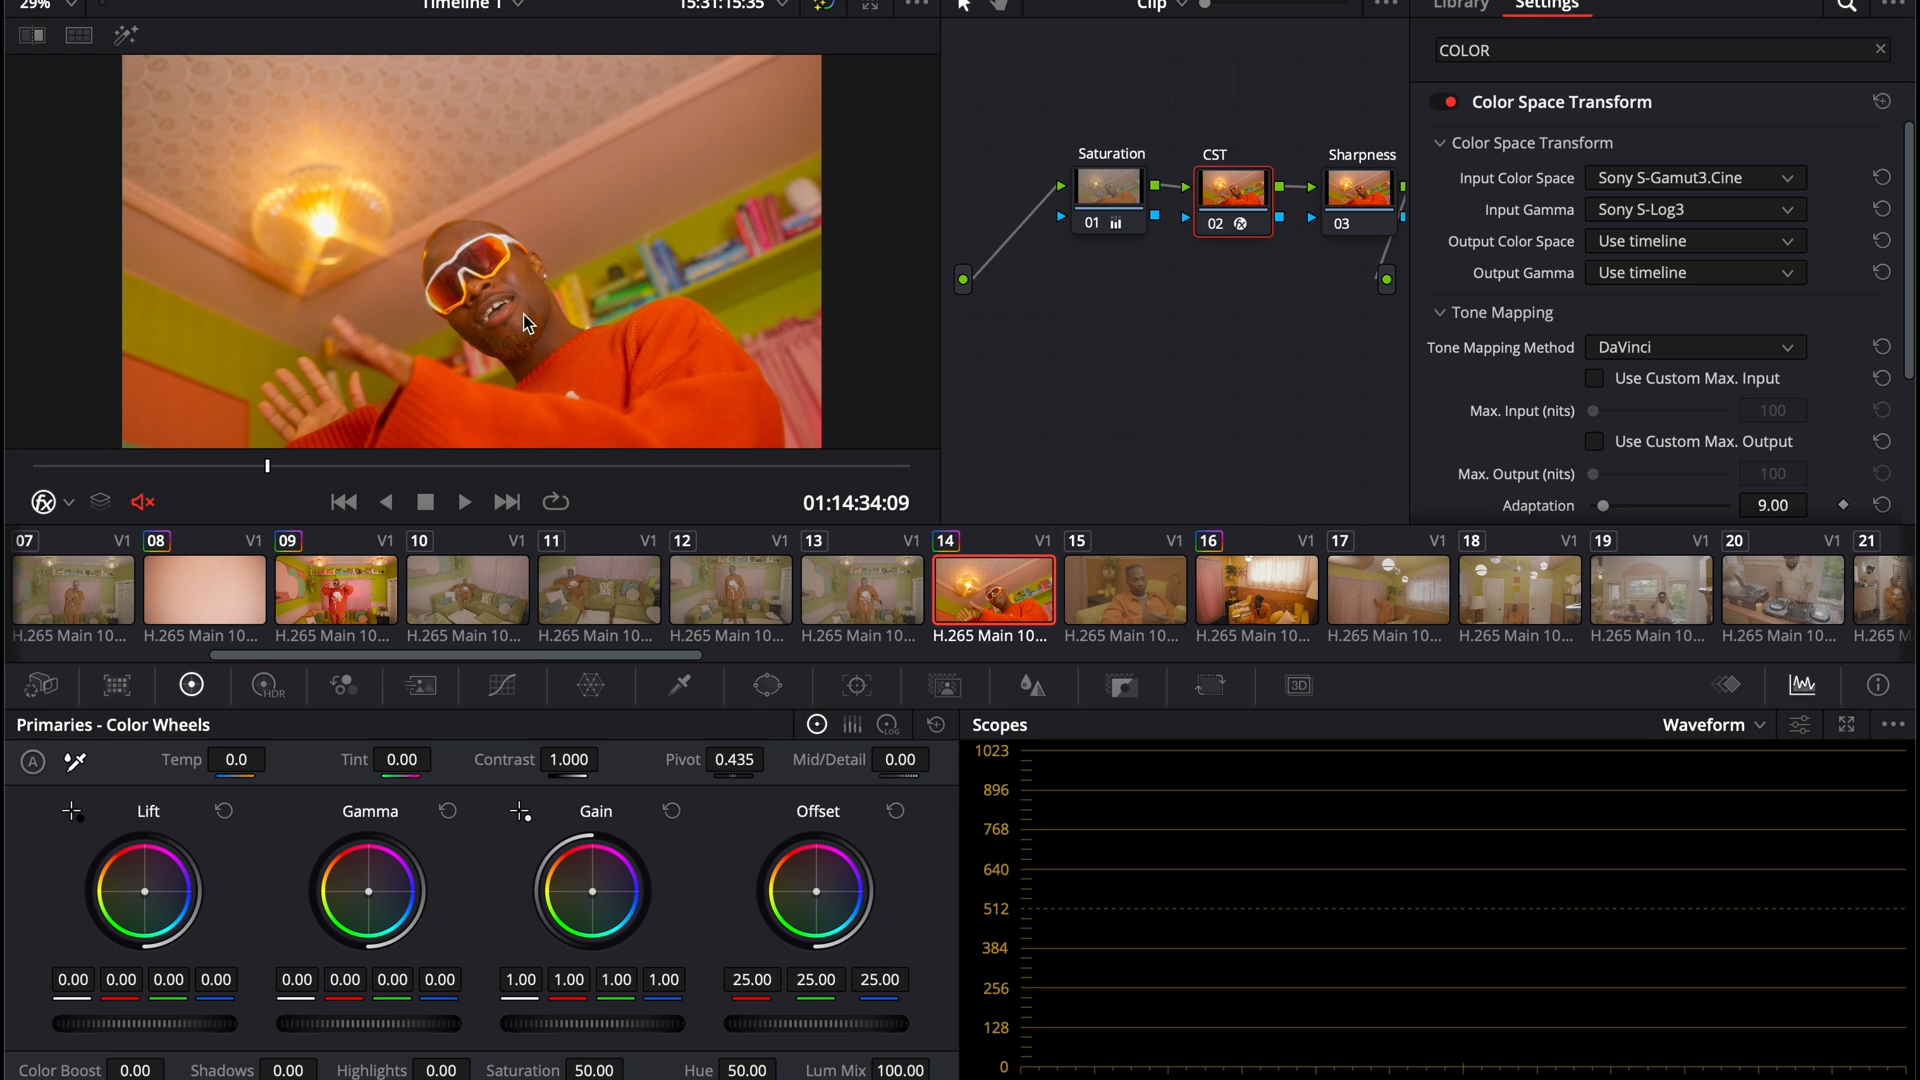 29%
Timeline 1
15:31:15:35
Clip
Library
Settings
COLOR
Color Space Transform
Color Space Transform
Input Color Space
Sony S-Gamut3.Cine
Input Gamma
Sony S-Log3
Output Color Space
Use timeline
Output Gamma
Use timeline
Tone Mapping
Tone Mapping Method
DaVinci
Use Custom Max. Input
Max. Input (nits)
100
Use Custom Max. Output
Max. Output (nits)
100
Adaptation
9.00
Saturation
CST
Sharpness
01
02
03
fx
01:14:34:09
07 V1 08 V1 09 V1 10 V1 11 V1 12 V1 13 V1 14 V1 15 V1 16 V1 17 V1 18 V1 19 V1 20 V1 21
H.265 Main 10... H.265 Main 10... H.265 Main 10... H.265 Main 10... H.265 Main 10... H.265 Main 10... H.265 Main 10... H.265 Main 10... H.265 Main 10... H.265 Main 10... H.265 Main 10... H.265 Main 10... H.265 Main 10... H.265 Main 10... H.265 M
HDR
3D
Primaries - Color Wheels
LOG
A
Temp 0.0 Tint 0.00 Contrast 1.000 Pivot 0.435 Mid/Detail 0.00
Lift Gamma Gain Offset
0.00 0.00 0.00 0.00 0.00 0.00 0.00 0.00 1.00 1.00 1.00 1.00 25.00 25.00 25.00
Color Boost 0.00 Shadows 0.00 Highlights 0.00 Saturation 50.00 Hue 50.00 Lum Mix 100.00
Scopes
Waveform
1023
896
768
640
512
384
256
128
0